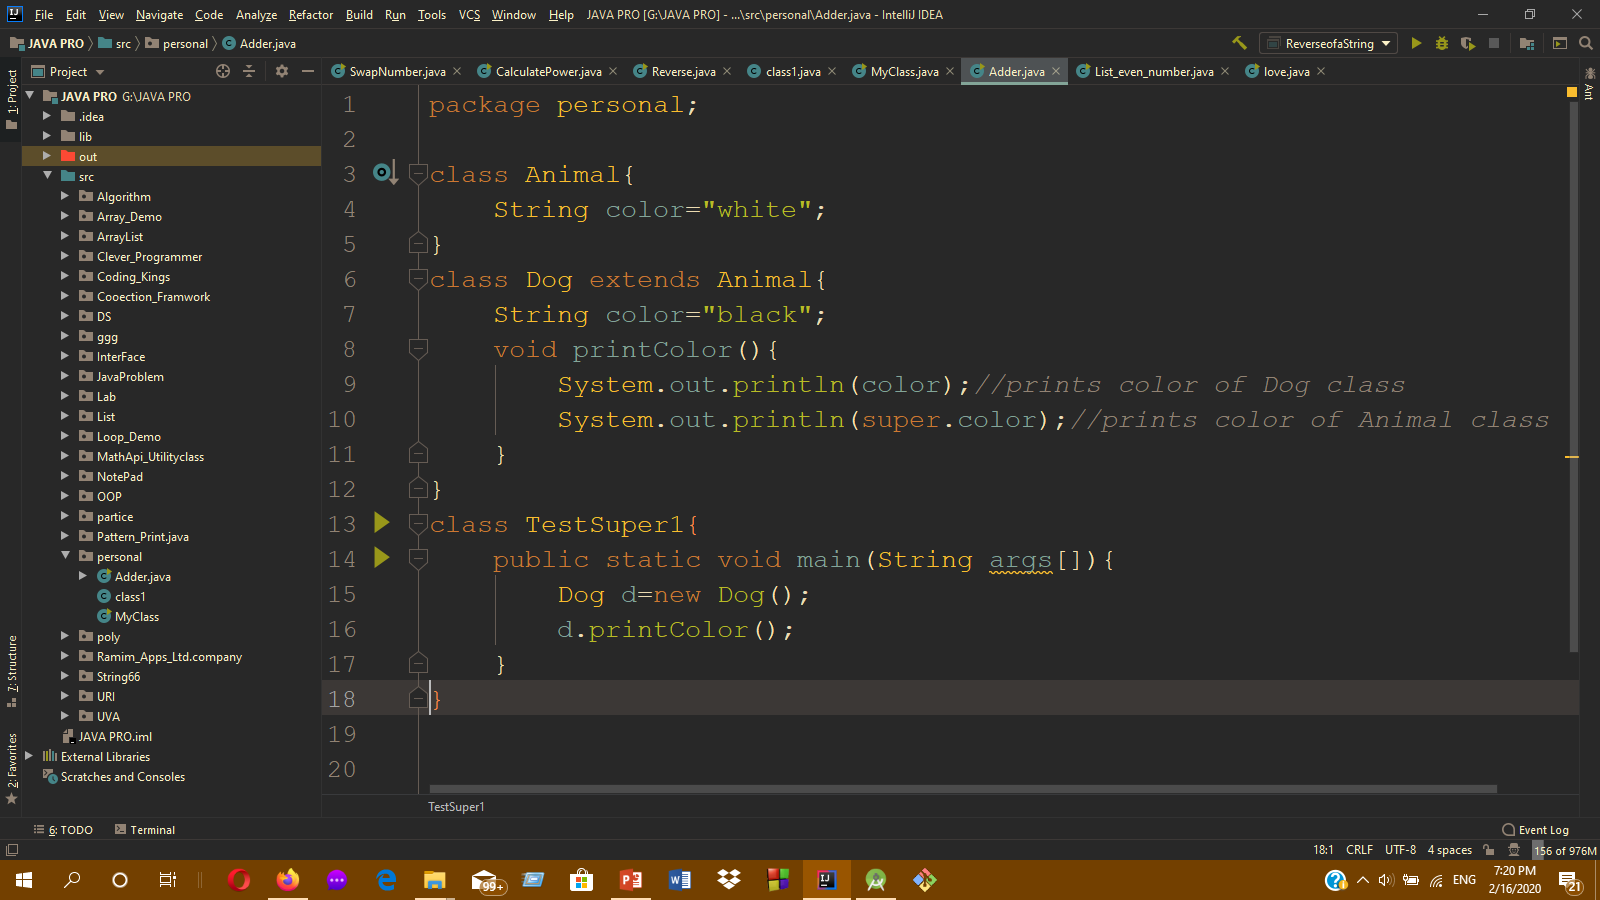 File Edit View Navigate Code Analyze Refactor Build Run Tools VCS Window Help JAVA PRO [G:\JAVA PRO] - ...\src\personal\Adder.java - IntelliJ IDEA
JAVA PRO src personal Adder.java ReverseofaString
Project SwapNumber.java CalculatePower.java Reverse.java class1.java MyClass.java Adder.java List_even_number.java love.java
1: Project
Ant
JAVA PRO G:\JAVA PRO
.idea
lib
out
src
Algorithm
Array_Demo
ArrayList
Clever_Programmer
Coding_Kings
Cooection_Framwork
DS
ggg
InterFace
JavaProblem
Lab
List
Loop_Demo
MathApi_Utilityclass
NotePad
OOP
partice
Pattern_Print.java
personal
Adder.java
class1
MyClass
poly
Ramim_Apps_Ltd.company
String66
URI
UVA
JAVA PRO.iml
External Libraries
Scratches and Consoles
7: Structure
2: Favorites
1 package personal;
2
3 class Animal{
4 String color="white";
5 }
6 class Dog extends Animal{
7 String color="black";
8 void printColor(){
9 System.out.println(color);//prints color of Dog class
10 System.out.println(super.color);//prints color of Animal class
11 }
12 }
13 class TestSuper1{
14 public static void main(String args[]){
15 Dog d=new Dog();
16 d.printColor();
17 }
18 }
19
20
TestSuper1
6: TODO Terminal Event Log
18:1 CRLF UTF-8 4 spaces 156 of 976M
99+ ENG 7:20 PM
2/16/2020 21